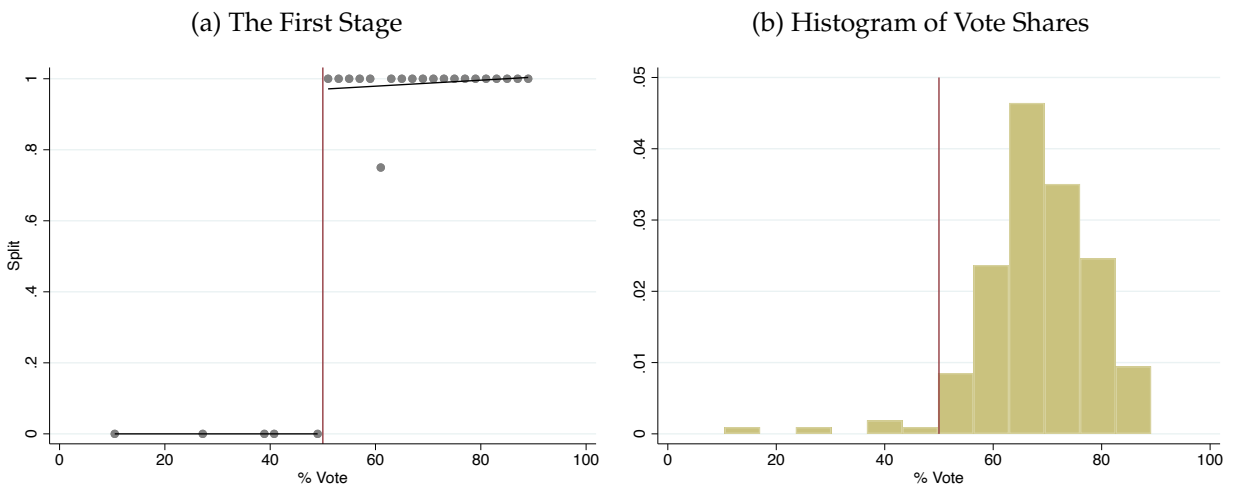 (a) The First Stage
1
.8
.6
.4
.2
0
Split
0 20 40 60 80 100
% Vote
(b) Histogram of Vote Shares
.05
.04
.03
.02
.01
0
0 20 40 60 80 100
% Vote